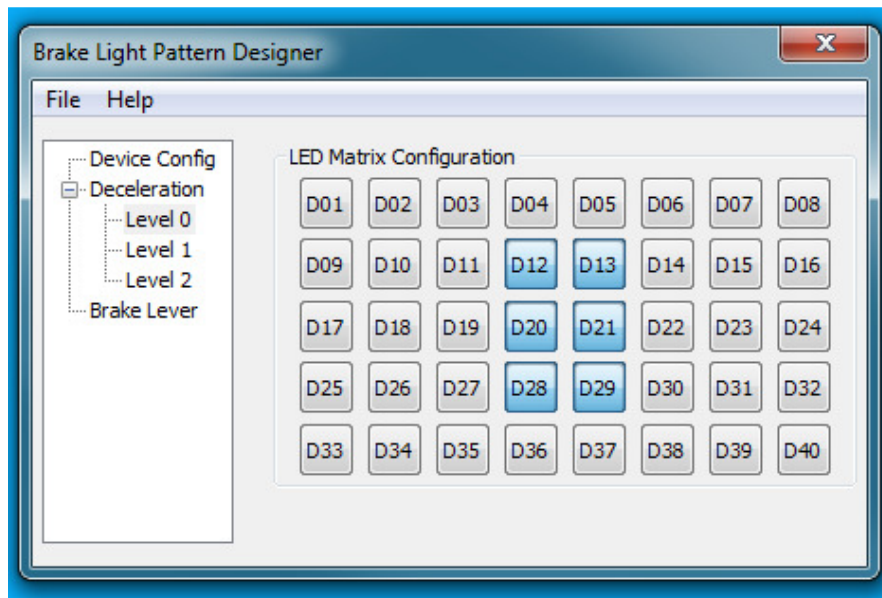 Brake Light Pattern Designer
File Help
Device Config
Deceleration
Level 0
Level 1
Level 2
Brake Lever
LED Matrix Configuration
D01 D02 D03 D04 D05 D06 D07 D08
D09 D10 D11 D12 D13 D14 D15 D16
D17 D18 D19 D20 D21 D22 D23 D24
D25 D26 D27 D28 D29 D30 D31 D32
D33 D34 D35 D36 D37 D38 D39 D40